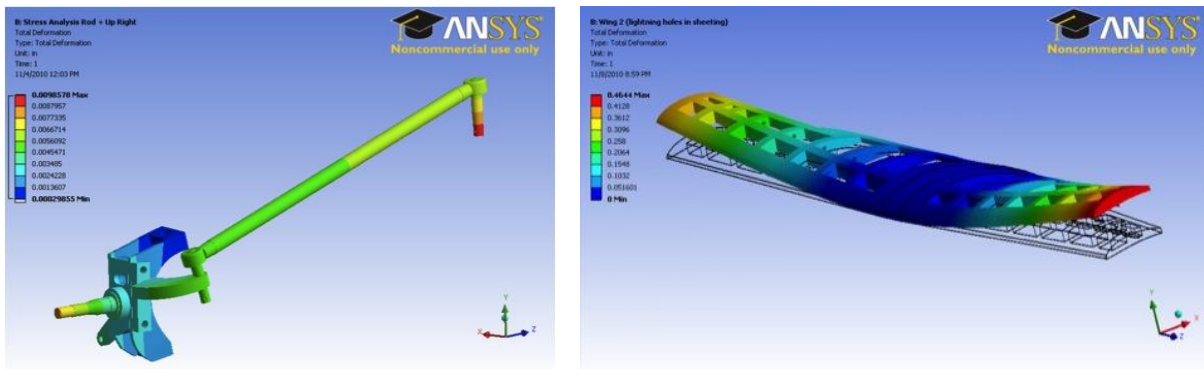 B: Stress Analysis Rod + Up Right
Total Deformation
Type: Total Deformation
Unit: in
Time: 1
11/4/2010 12:03 PM
0.0098578 Max
0.0087957
0.0077335
0.0066714
0.0056092
0.0045471
0.003485
0.0024228
0.0013607
0.00029855 Min
ANSYS
Noncommercial use only
Y
X
Z
B: Wing 2 (lightning holes in sheeting)
Total Deformation
Type: Total Deformation
Unit: in
Time: 1
11/8/2010 8:59 PM
0.4644 Max
0.4128
0.3612
0.3096
0.258
0.2064
0.1548
0.1032
0.051601
0 Min
ANSYS
Noncommercial use only
Y
X
Z